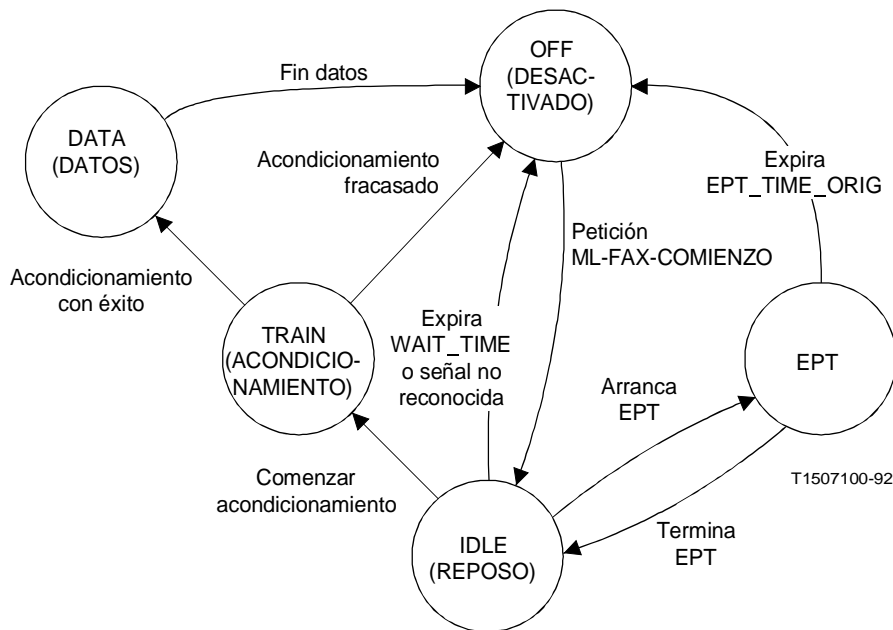 OFF
(DESAC-
TIVADO)
Fin datos
DATA
(DATOS)
Acondicionamiento
fracasado
Expira
EPT_TIME_ORIG
Petición
ML-FAX-COMIENZO
Acondicionamiento
con éxito
TRAIN
(ACONDICIO-
NAMIENTO)
Expira
WAIT_TIME
o señal no
reconocida
EPT
Arranca
EPT
Comenzar
acondicionamiento
T1507100-92
IDLE
(REPOSO)
Termina
EPT